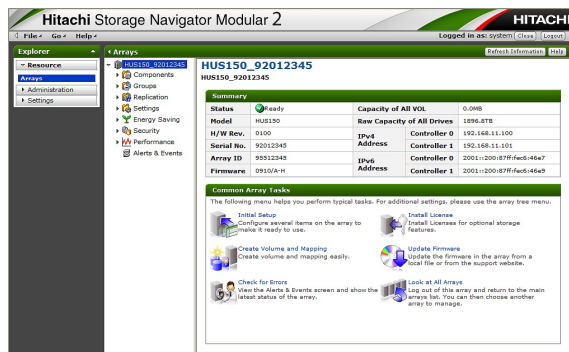 Hitachi Storage Navigator Modular 2
HITACHI
File Go Help
Logged in as: system Close Logout
Explorer
Arrays
Refresh Information Help
Resource
Arrays
Administration
Settings
HUS150_92012345
Components
Groups
Replication
Settings
Energy Saving
Security
Performance
Alerts & Events
HUS150_92012345
HUS150_92012345
Summary
Status Ready Capacity of All VOL 0.0MB
Model HUS150 Raw Capacity of All Drives 1896.8TB
H/W Rev. 0100 IPv4 Address Controller 0 192.168.11.100
Serial No. 92012345 Controller 1 192.168.11.101
Array ID 95512345 IPv6 Address Controller 0 2001::200:87ff:fec6:46e7
Firmware 0910/A-H Controller 1 2001::200:87ff:fec6:46e9
Common Array Tasks
The following menu helps you perform typical tasks. For additional settings, please use the array tree menu.
Initial Setup
Configure several items on the array to
make it ready to use.
Install License
Install Licenses for optional storage
features.
Create Volume and Mapping
Create volume and mapping easily.
Update Firmware
Update the firmware in the array from a
local file or from the support website.
Check for Errors
View the Alerts & Events screen and show the
latest status of the array.
Look at All Arrays
Log out of this array and return to the main
arrays list. You can then choose another
array to manage.